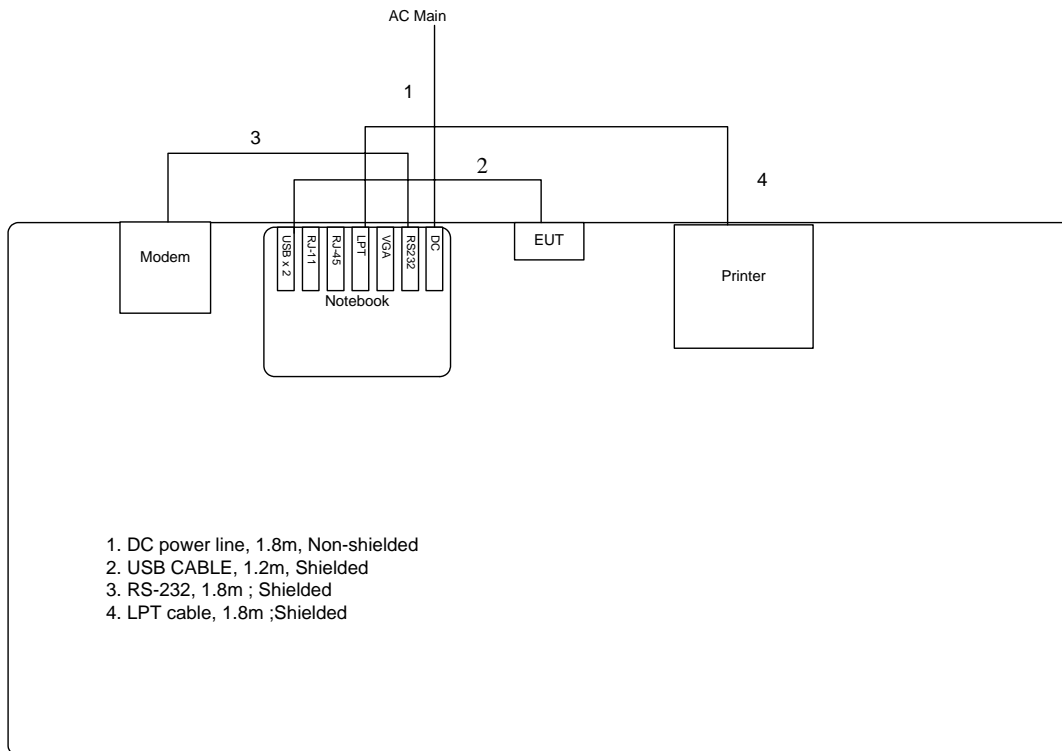 AC Main
1
3
2
4
Modem
USB x 2
RJ-11
RJ-45
LPT
VGA
RS232
DC
Notebook
EUT
Printer
1. DC power line, 1.8m, Non-shielded
2. USB CABLE, 1.2m, Shielded
3. RS-232, 1.8m ; Shielded
4. LPT cable, 1.8m ;Shielded